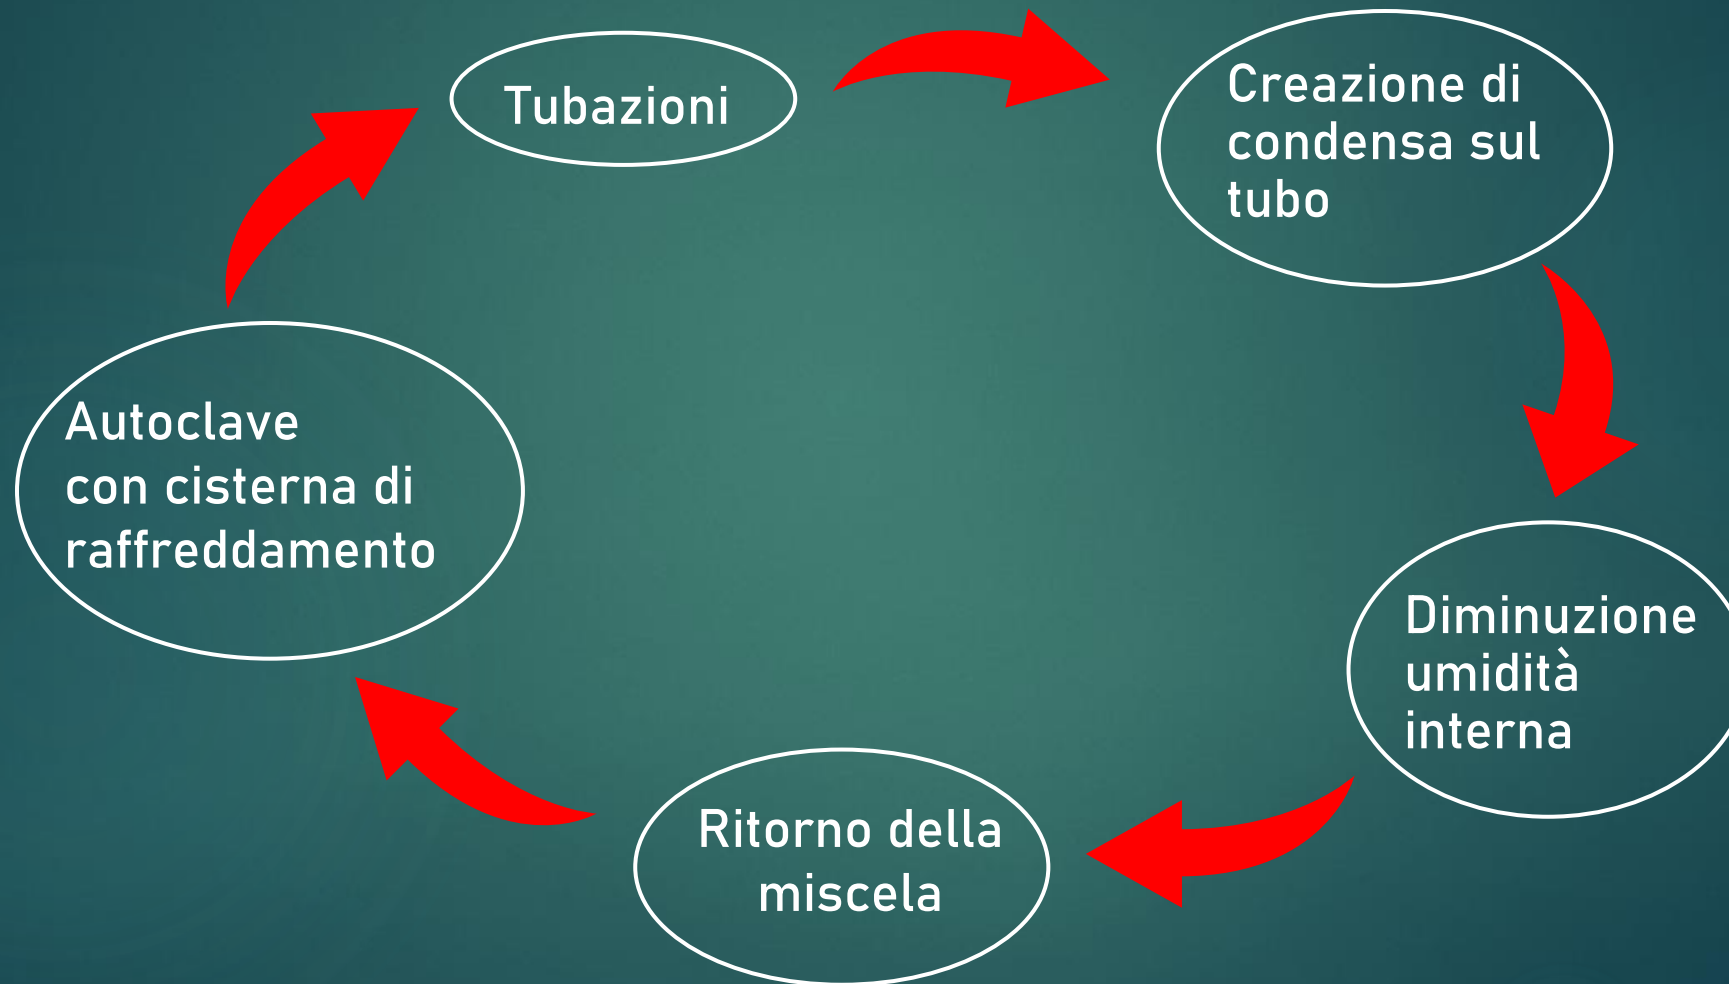 Tubazioni
Creazione di
condensa sul
tubo
Autoclave
con cisterna di
raffreddamento
Diminuzione
umidità
interna
Ritorno della
miscela